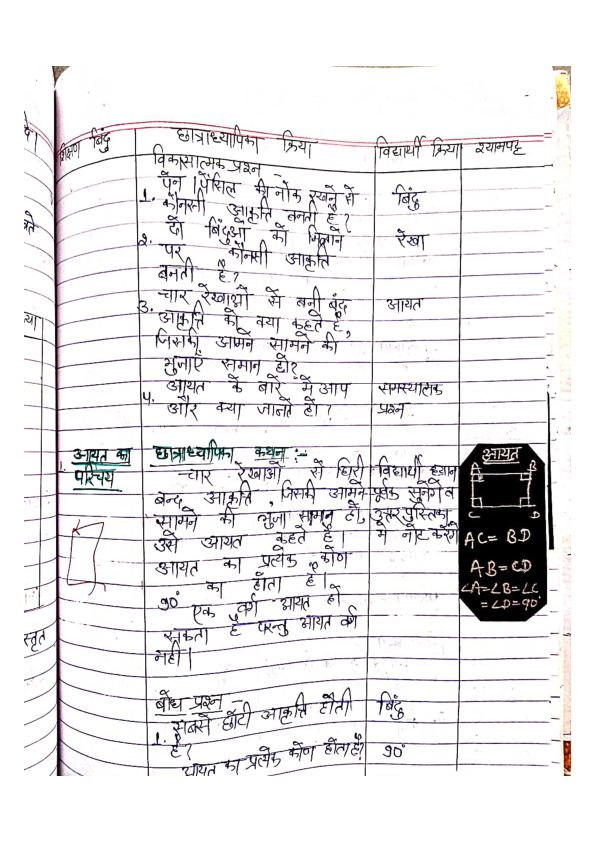 शिक्षण बिंदु
छात्राध्यापिका क्रिया
विद्यार्थी क्रिया
श्यामपट्ट
विकासात्मक प्रश्न –
1. पेन । पेंसिल की नोक रखने से
कौनसी आकृति बनती है?
बिंदु
2. दो बिंदुओं को मिलाने
पर कौनसी आकृति
बनती है?
रेखा
3. चार रेखाओं से बनी बंद
आकृति को क्या कहते है,
जिसकी आमने सामने की
भुजाएं समान हो?
आयत
4. आयत के बारे में आप
और क्या जानते हो?
समस्यात्मक
प्रश्न
1. आयत का
परिचय
छात्राध्यापिका कथन :-
– चार रेखाओं से घिरी
बन्द आकृति, जिसकी आमने
सामने की भुजा समान हो,
उसे आयत कहते है।
आयत का प्रत्येक कोण
90° का होता है।
एक वर्ग आयत हो
सकता है परन्तु आयत वर्ग
नहीं।
विद्यार्थी ध्यान
पूर्वक सुनेंगे व
उत्तर पुस्तिका
में नोट करेंगे
आयत
A B
C D
AC = BD
AB = CD
∠A=∠B=∠C
=∠D=90°
बोध प्रश्न –
1. सबसे छोटी आकृति होती
है?
बिंदु
आयत का प्रत्येक कोण होता है?
90°